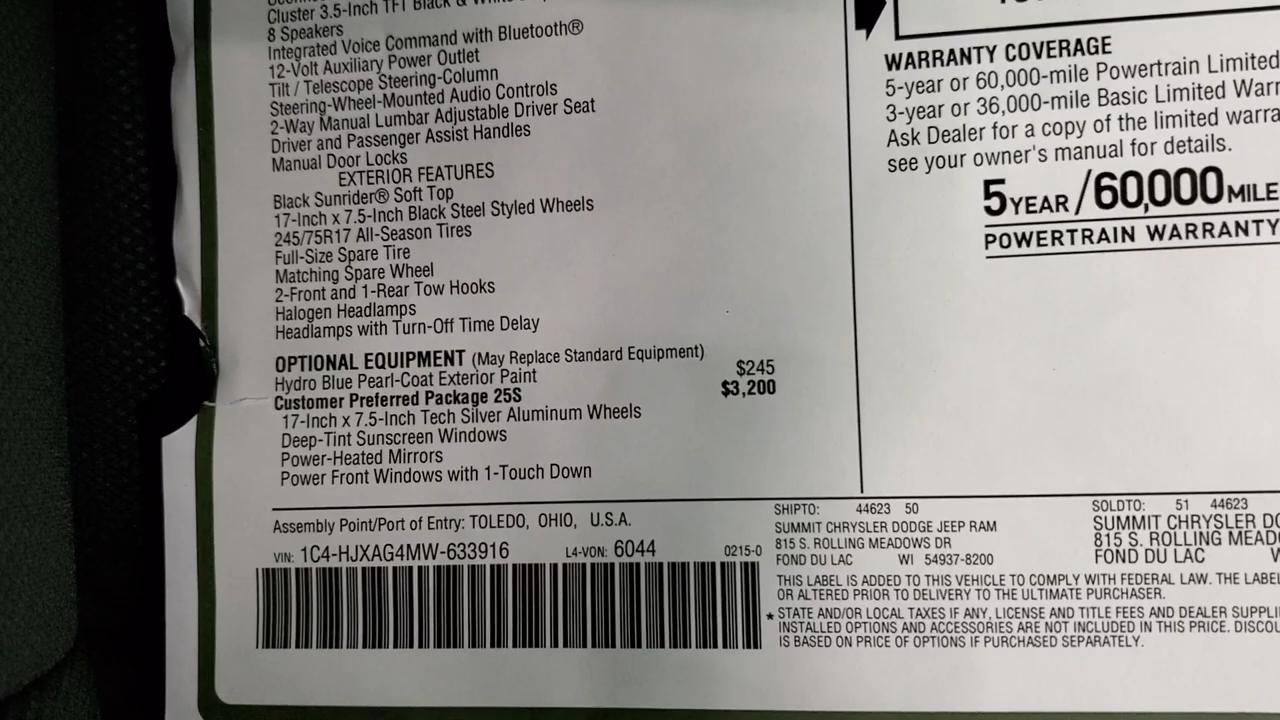 Cluster 3.5-Inch TFT Black &
8 Speakers
Integrated Voice Command with Bluetooth®
12-Volt Auxiliary Power Outlet
Tilt / Telescope Steering-Column
Steering-Wheel-Mounted Audio Controls
2-Way Manual Lumbar Adjustable Driver Seat
Driver and Passenger Assist Handles
Manual Door Locks
EXTERIOR FEATURES
Black Sunrider® Soft Top
17-Inch x 7.5-Inch Black Steel Styled Wheels
245/75R17 All-Season Tires
Full-Size Spare Tire
Matching Spare Wheel
2-Front and 1-Rear Tow Hooks
Halogen Headlamps
Headlamps with Turn-Off Time Delay
OPTIONAL EQUIPMENT (May Replace Standard Equipment)
Hydro Blue Pearl-Coat Exterior Paint $245
Customer Preferred Package 25S $3,200
17-Inch x 7.5-Inch Tech Silver Aluminum Wheels
Deep-Tint Sunscreen Windows
Power-Heated Mirrors
Power Front Windows with 1-Touch Down
WARRANTY COVERAGE
5-year or 60,000-mile Powertrain Limited
3-year or 36,000-mile Basic Limited
Ask Dealer for a copy of the limited
see your owner's manual for details.
5 YEAR / 60,000 MILE
POWERTRAIN WARRANTY
Assembly Point/Port of Entry: TOLEDO, OHIO, U.S.A.
VIN: 1C4-HJXAG4MW-633916 L4-VON: 6044 0215-0
SHIPTO: 44623 50
SUMMIT CHRYSLER DODGE JEEP RAM
815 S. ROLLING MEADOWS DR
FOND DU LAC WI 54937-8200
SOLDTO: 51 44623
SUMMIT CHRYSLER
815 S. ROLLING
FOND DU LAC
THIS LABEL IS ADDED TO THIS VEHICLE TO COMPLY WITH FEDERAL LAW. THE
OR ALTERED PRIOR TO DELIVERY TO THE ULTIMATE PURCHASER.
* STATE AND/OR LOCAL TAXES IF ANY, LICENSE AND TITLE FEES AND DEALER
INSTALLED OPTIONS AND ACCESSORIES ARE NOT INCLUDED IN THIS PRICE.
IS BASED ON PRICE OF OPTIONS IF PURCHASED SEPARATELY.